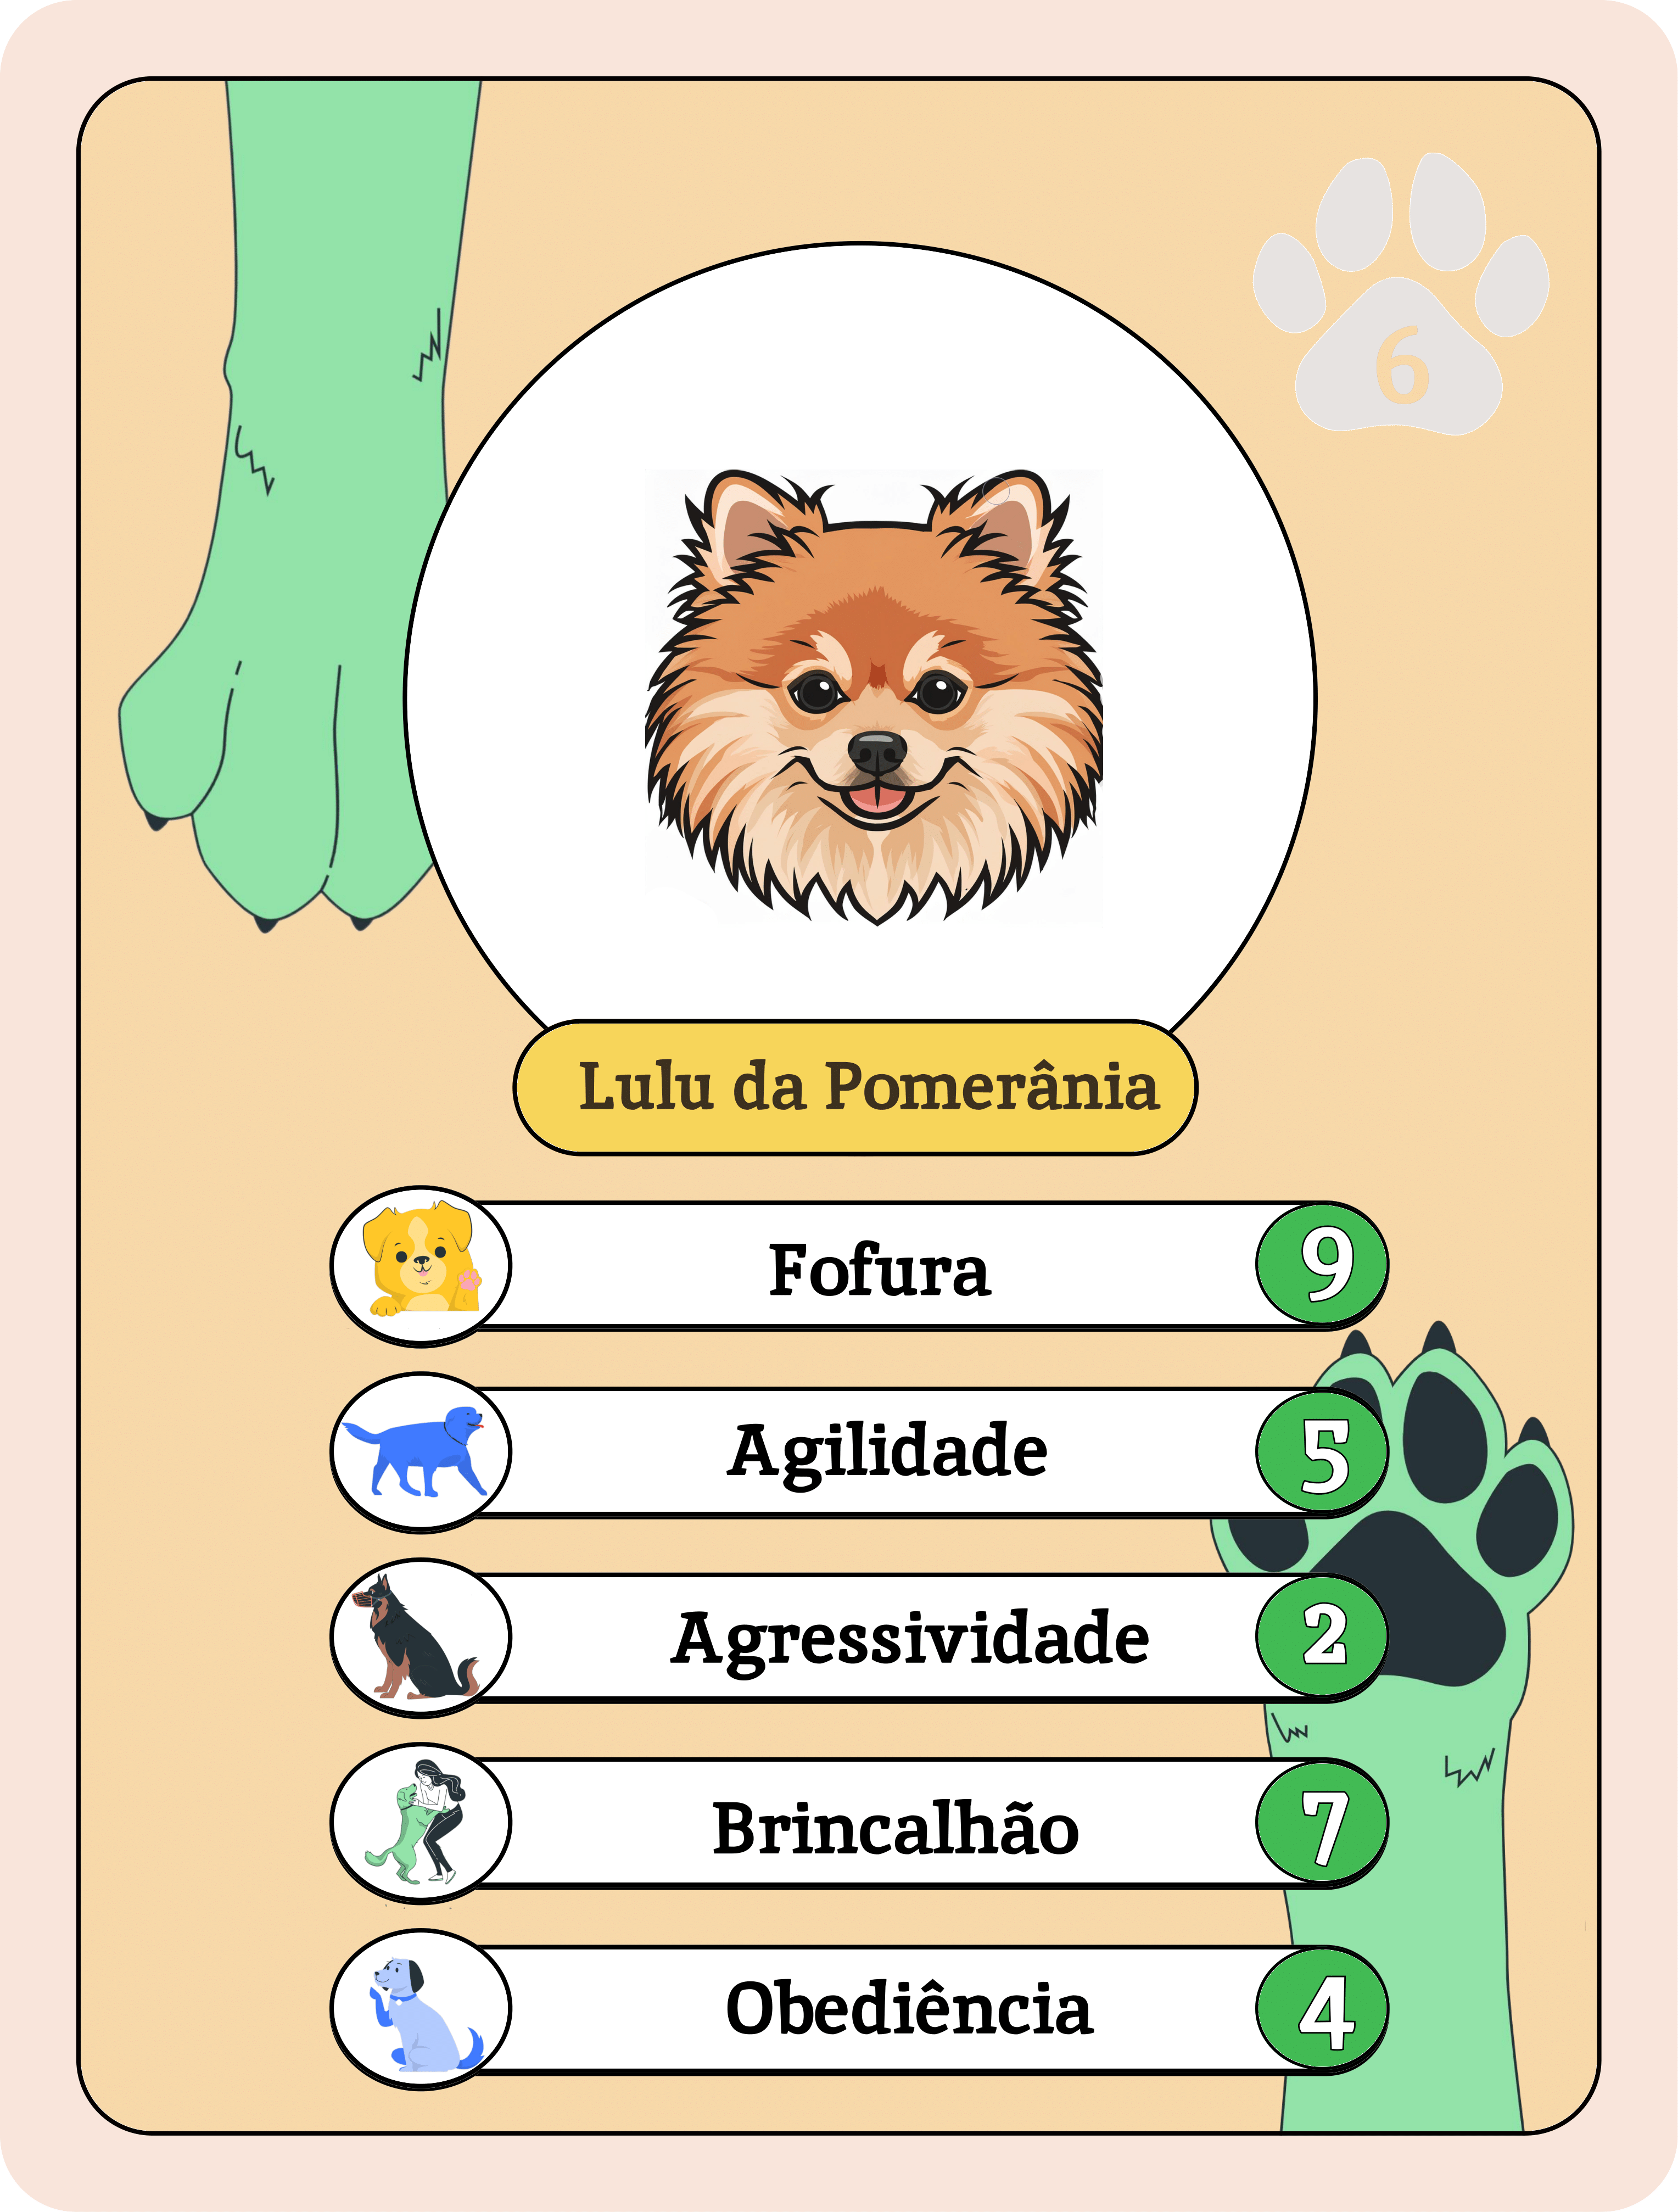 6
Lulu da Pomerânia
Fofura 9
Agilidade 5
Agressividade 2
Brincalhão 7
Obediência 4